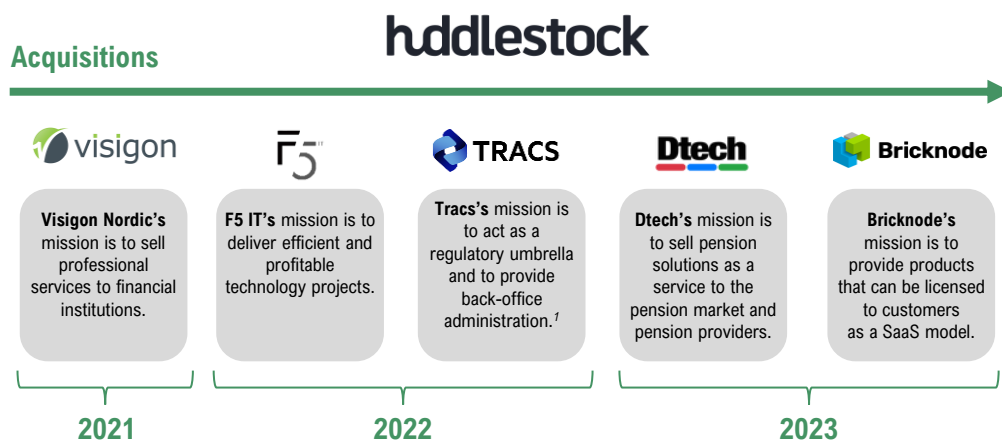 huddlestock
Acquisitions
visigon
F5 IT
TRACS
Dtech
Bricknode
Visigon Nordic's
mission is to sell
professional
services to financial
institutions.
F5 IT's mission is to
deliver efficient and
profitable
technology projects.
Tracs's mission is
to act as a
regulatory umbrella
and to provide
back-office
administration.1
Dtech's mission is
to sell pension
solutions as a
service to the
pension market and
pension providers.
Bricknode's
mission is to
provide products
that can be licensed
to customers
as a SaaS model.
2021
2022
2023